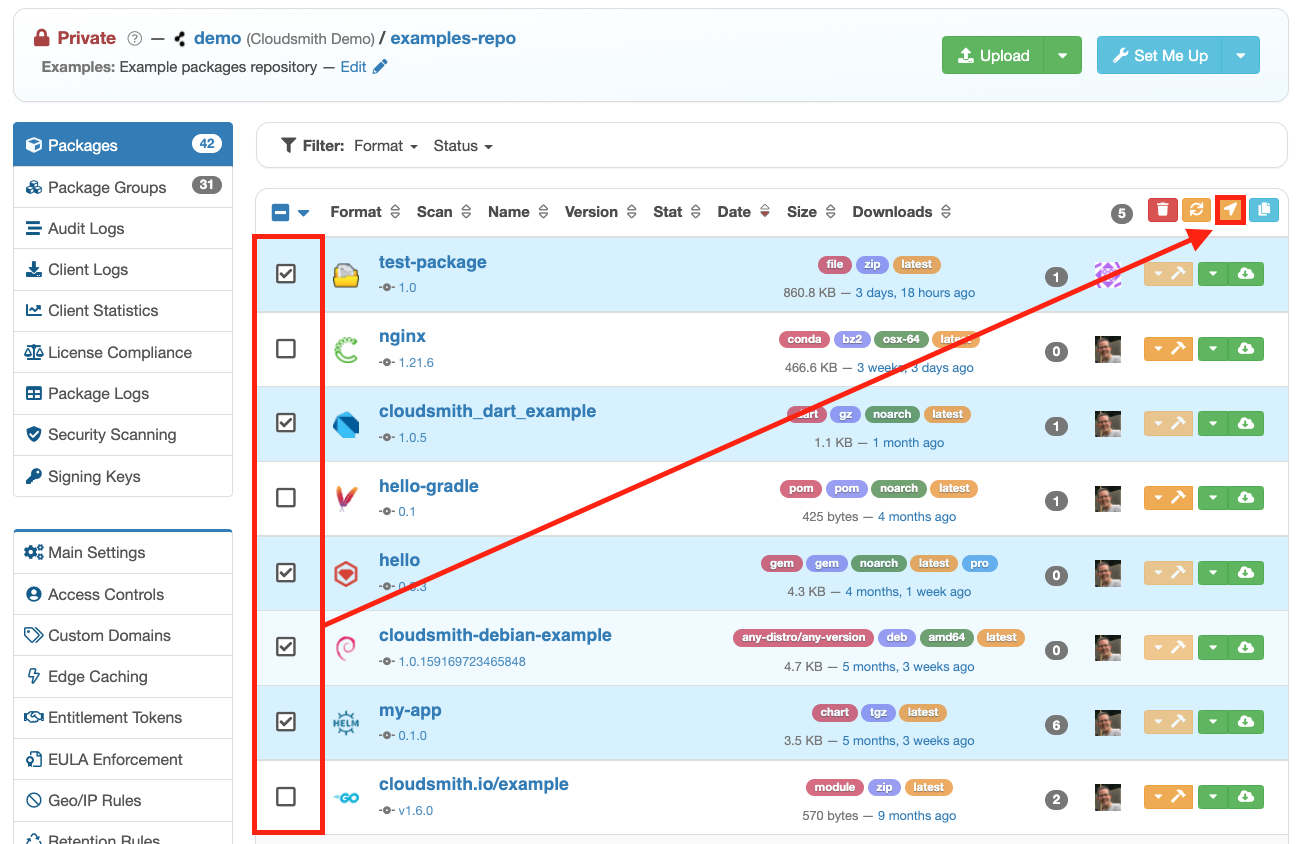 Private ? — demo (Cloudsmith Demo) / examples-repo
Examples: Example packages repository — Edit
Upload
Set Me Up
Packages 42
Package Groups 31
Audit Logs
Client Logs
Client Statistics
License Compliance
Package Logs
Security Scanning
Signing Keys
Main Settings
Access Controls
Custom Domains
Edge Caching
Entitlement Tokens
EULA Enforcement
Geo/IP Rules
Retention Rules
Filter: Format Status
Format Scan Name Version Stat Date Size Downloads 5
test-package
1.0
file zip latest
860.8 KB — 3 days, 18 hours ago
1
nginx
1.21.6
conda bz2 osx-64 latest
466.6 KB — 3 weeks, 3 days ago
0
cloudsmith_dart_example
1.0.5
dart gz noarch latest
1.1 KB — 1 month ago
1
hello-gradle
0.1
pom pom noarch latest
425 bytes — 4 months ago
1
hello
gem gem noarch latest pro
4.3 KB — 4 months, 1 week ago
0
cloudsmith-debian-example
1.0.159169723465848
any-distro/any-version deb amd64 latest
4.7 KB — 5 months, 3 weeks ago
0
HELM
my-app
0.1.0
chart tgz latest
3.5 KB — 5 months, 3 weeks ago
6
GO
cloudsmith.io/example
v1.6.0
module zip latest
570 bytes — 9 months ago
2